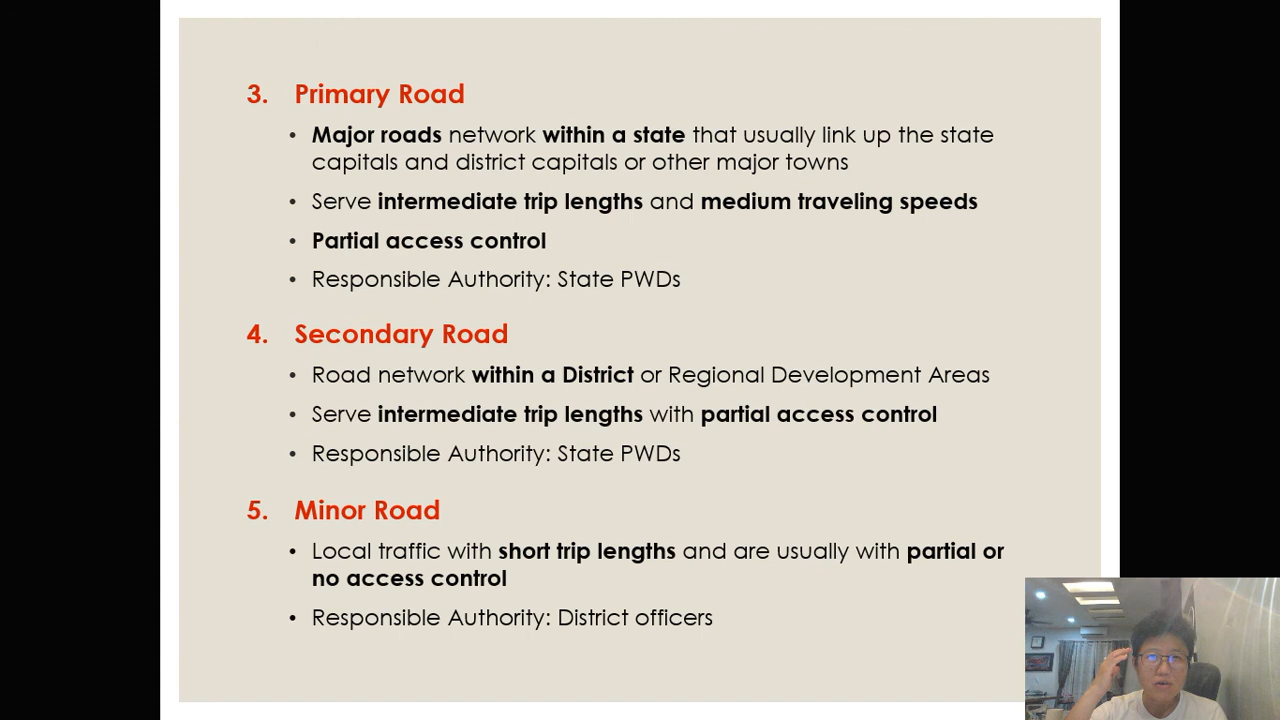 3. Primary Road
• Major roads network within a state that usually link up the state
capitals and district capitals or other major towns
• Serve intermediate trip lengths and medium traveling speeds
• Partial access control
• Responsible Authority: State PWDs
4. Secondary Road
• Road network within a District or Regional Development Areas
• Serve intermediate trip lengths with partial access control
• Responsible Authority: State PWDs
5. Minor Road
• Local traffic with short trip lengths and are usually with partial or
no access control
• Responsible Authority: District officers